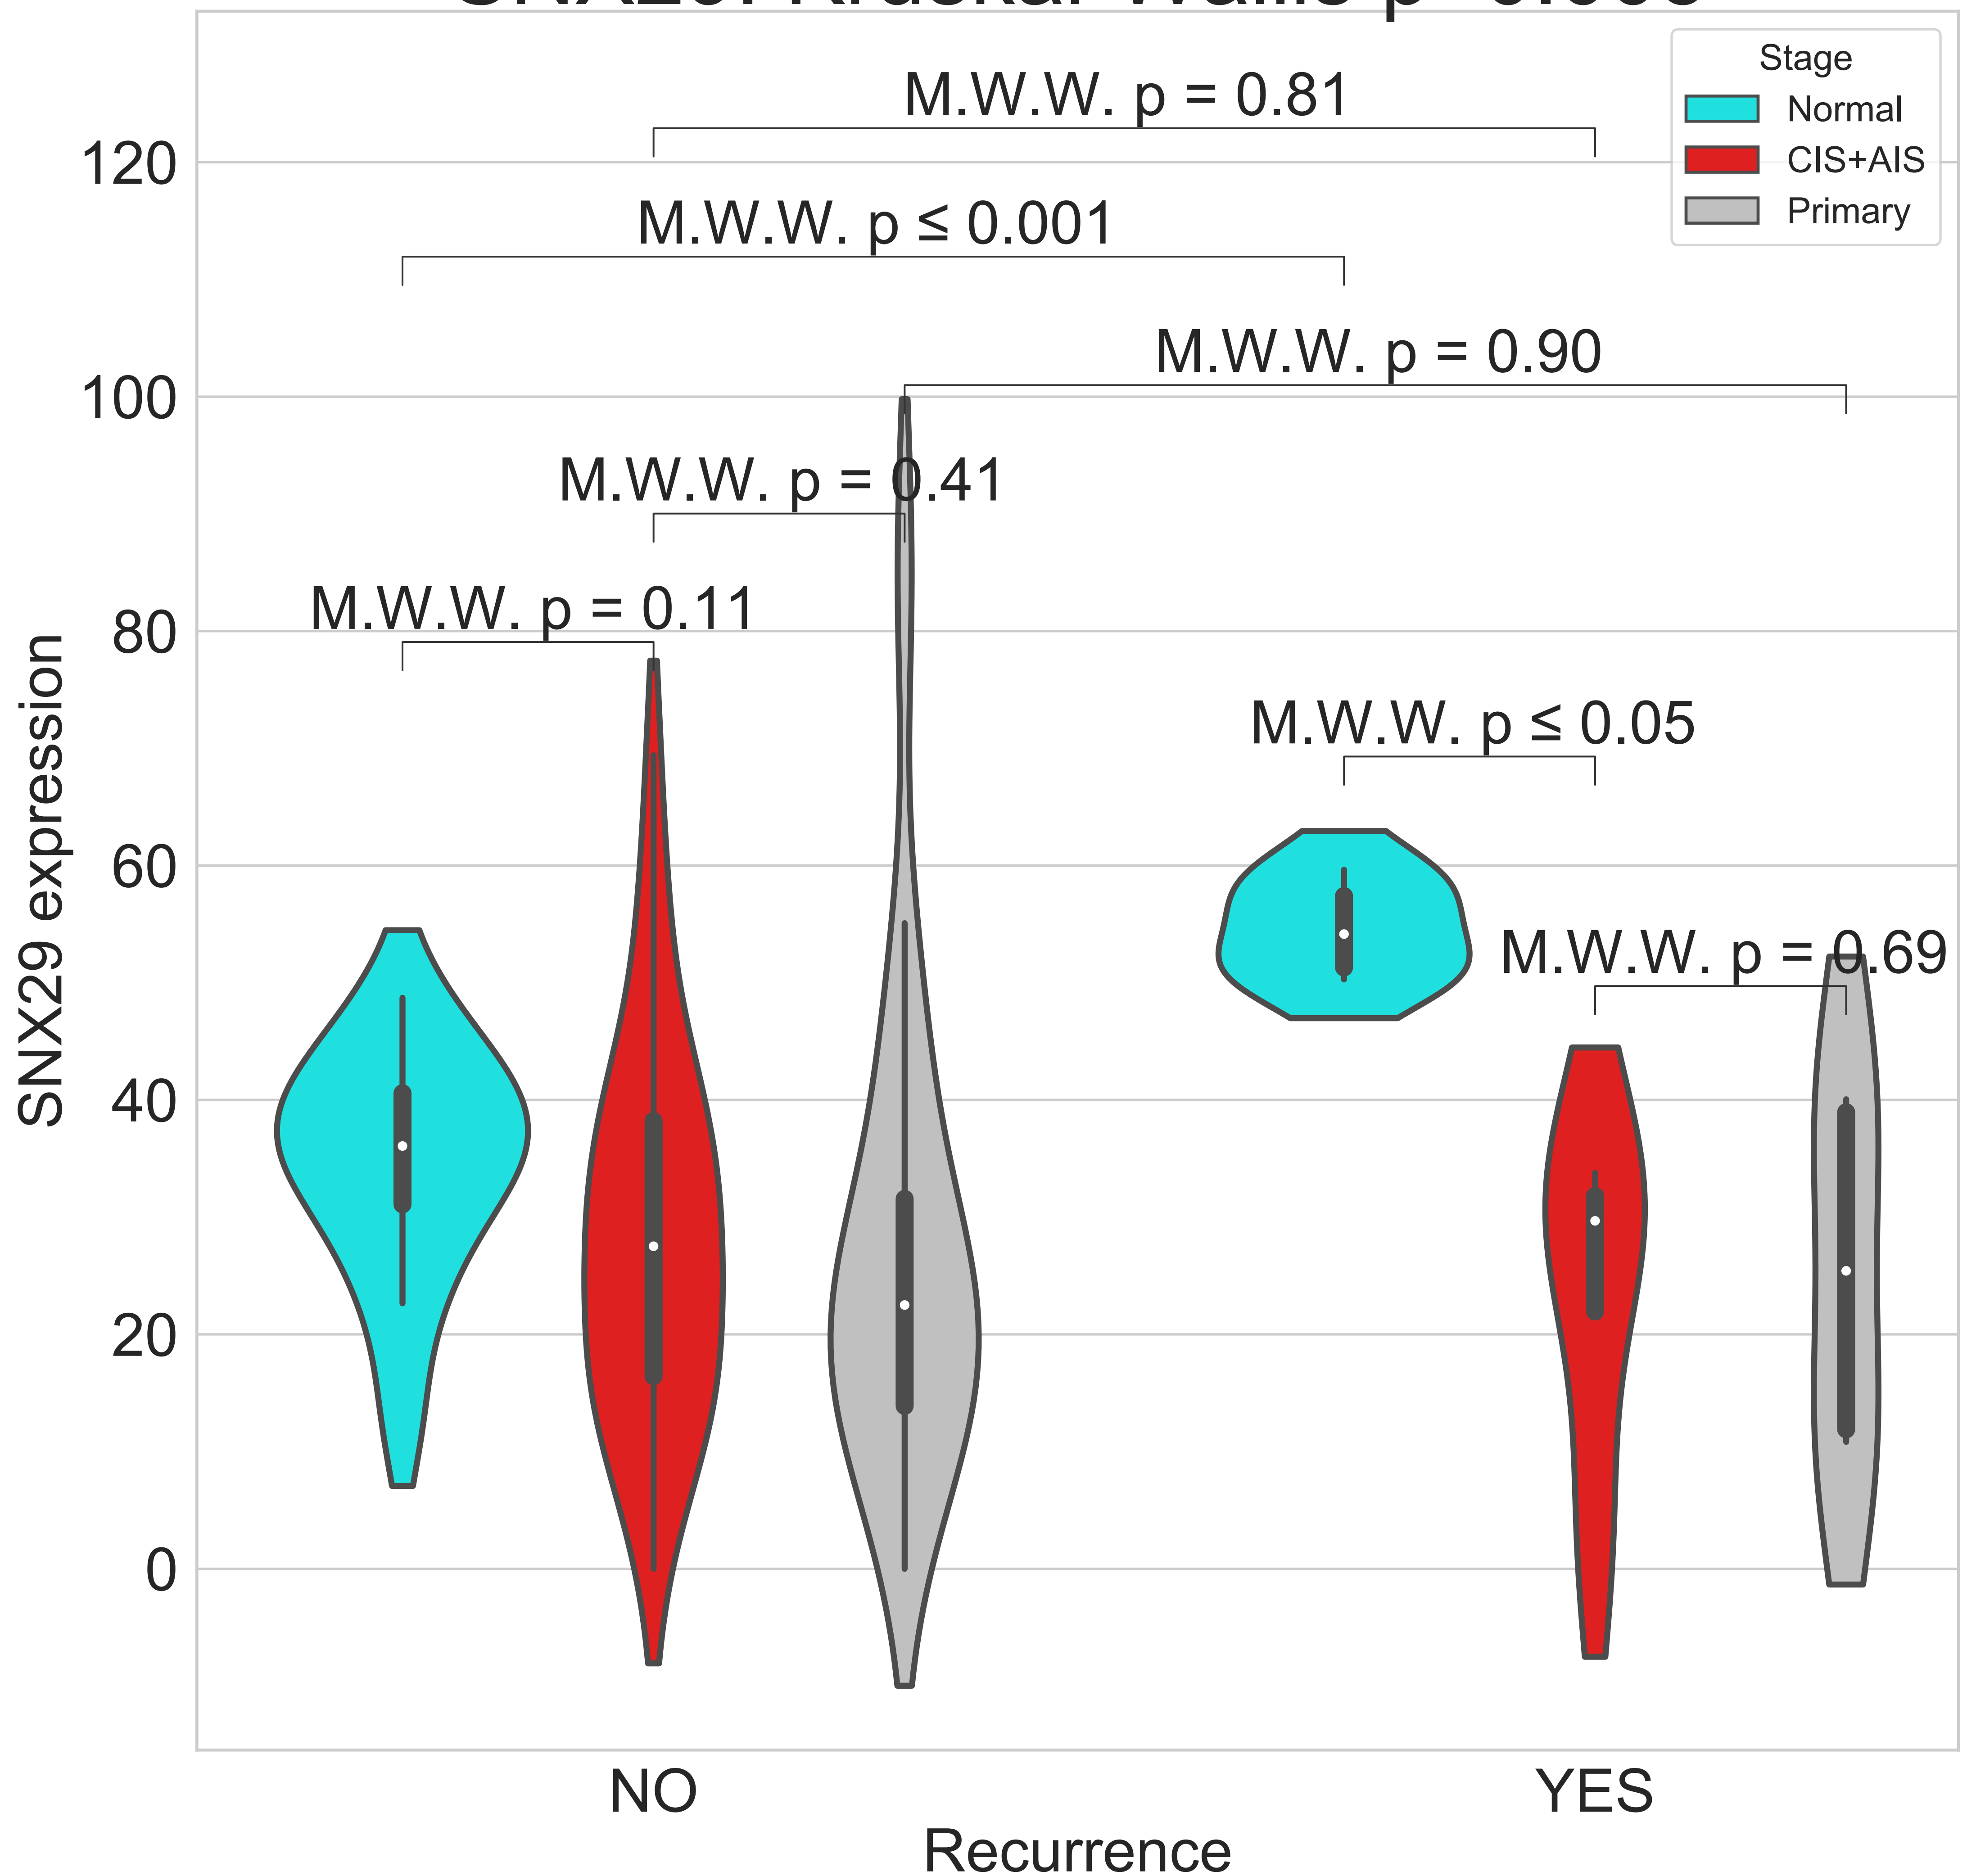 Stage
Normal
CIS+AIS
Primary
M.W.W. p = 0.81
M.W.W. p ≤ 0.001
M.W.W. p = 0.90
M.W.W. p = 0.41
M.W.W. p = 0.11
M.W.W. p ≤ 0.05
M.W.W. p = 0.69
120
100
80
60
40
20
0
SNX29 expression
NO
YES
Recurrence